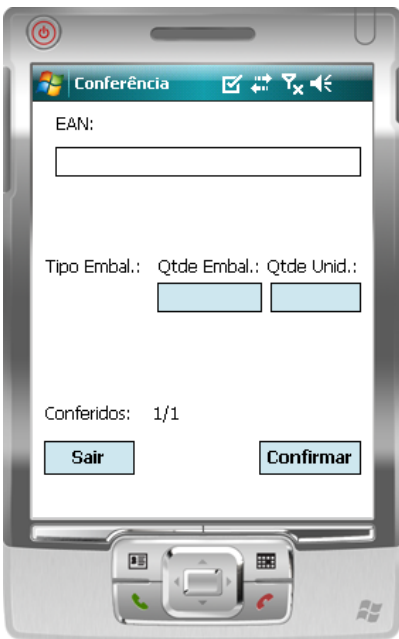 Conferência
EAN:
Tipo Embal.: Qtde Embal.: Qtde Unid.:
Conferidos: 1/1
Sair Confirmar